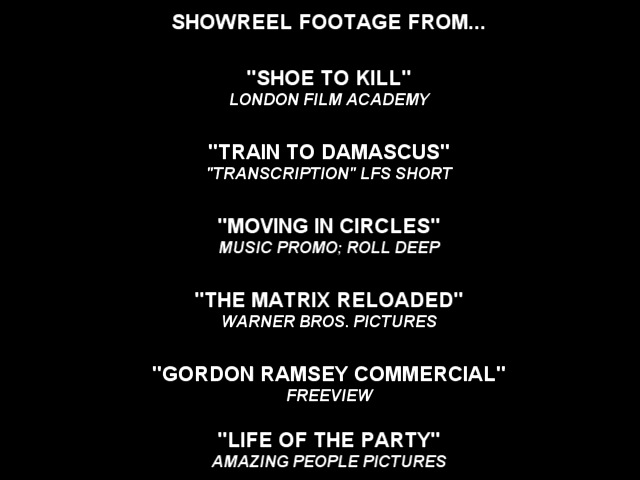 SHOWREEL FOOTAGE FROM...
"SHOE TO KILL"
LONDON FILM ACADEMY
"TRAIN TO DAMASCUS"
"TRANSCRIPTION" LFS SHORT
"MOVING IN CIRCLES"
MUSIC PROMO; ROLL DEEP
"THE MATRIX RELOADED"
WARNER BROS. PICTURES
"GORDON RAMSEY COMMERCIAL"
FREEVIEW
"LIFE OF THE PARTY"
AMAZING PEOPLE PICTURES